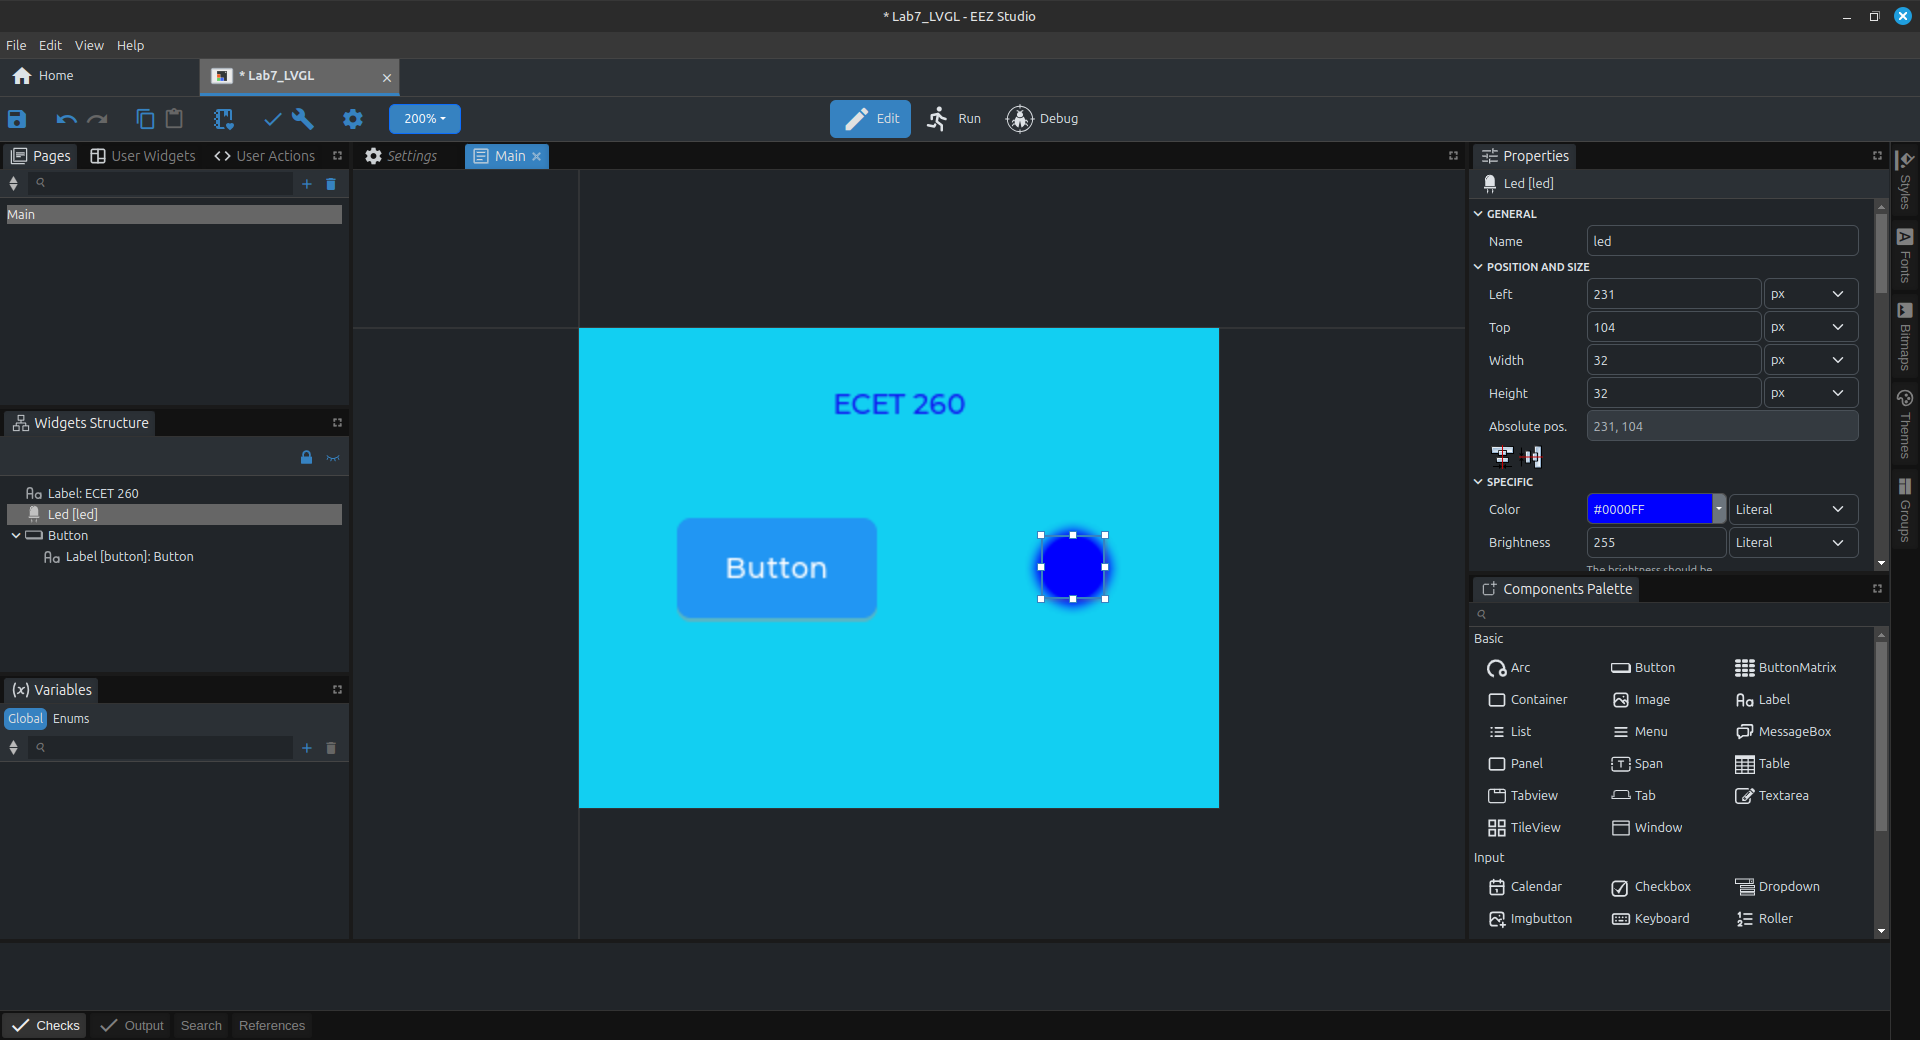 * Lab7_LVGL - EEZ Studio
File Edit View Help
Home
* Lab7_LVGL
200%
Edit Run Debug
Pages User Widgets User Actions
Main
Widgets Structure
Label: ECET 260
Led [led]
Button
Label [button]: Button
(x) Variables
Global Enums
Settings Main
ECET 260
Button
Properties
Led [led]
GENERAL
Name led
POSITION AND SIZE
Left 231 px
Top 104 px
Width 32 px
Height 32 px
Absolute pos. 231, 104
SPECIFIC
Color #0000FF Literal
Brightness 255 Literal
The brightness should be
Components Palette
Basic
Arc Button ButtonMatrix
Container Image Label
List Menu MessageBox
Panel Span Table
Tabview Tab Textarea
TileView Window
Input
Calendar Checkbox Dropdown
Imgbutton Keyboard Roller
Styles
Fonts
Bitmaps
Themes
Groups
Checks Output Search References